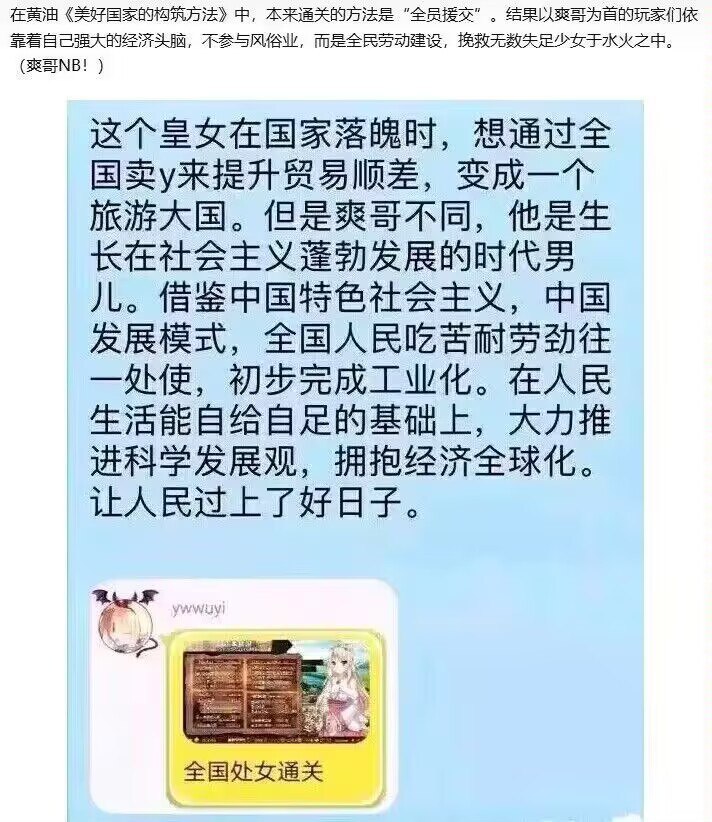 在黄油《美好国家的构筑方法》中，本来通关的方法是“全员援交”。结果以爽哥为首的玩家们依
靠着自己强大的经济头脑，不参与风俗业，而是全民劳动建设，挽救无数失足少女于水火之中。
（爽哥NB！）
这个皇女在国家落魄时，想通过全
国卖y来提升贸易顺差，变成一个
旅游大国。但是爽哥不同，他是生
长在社会主义蓬勃发展的时代男
儿。借鉴中国特色社会主义，中国
发展模式，全国人民吃苦耐劳劲往
一处使，初步完成工业化。在人民
生活能自给自足的基础上，大力推
进科学发展观，拥抱经济全球化。
让人民过上了好日子。
ywwuyi
全国处女通关